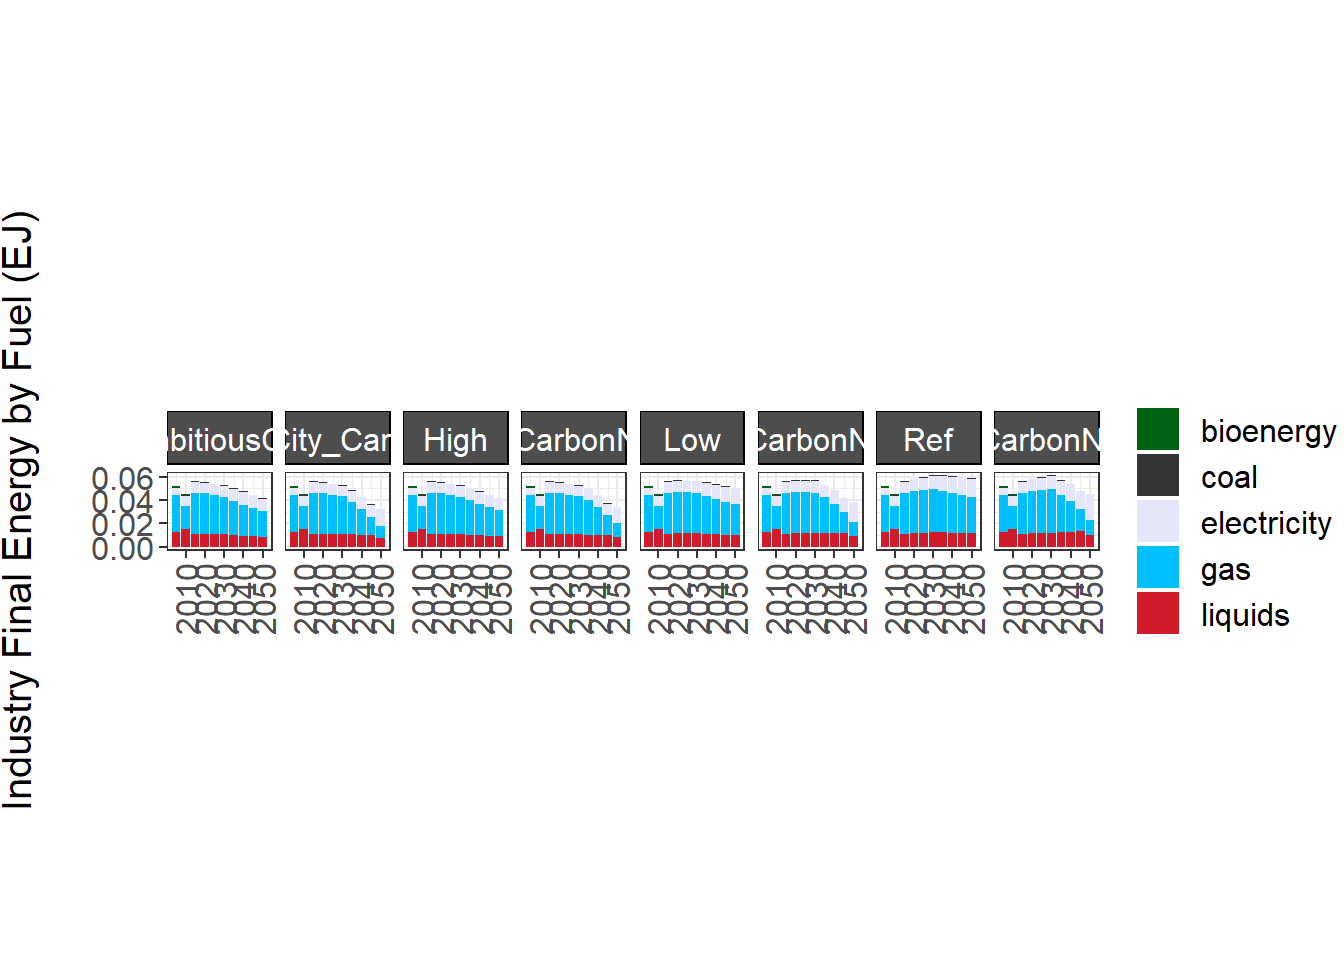 Industry Final Energy by Fuel (EJ)
bitiousC City_Car High CarbonN Low CarbonN Ref CarbonN
0.06
0.04
0.02
0.00
2010 2020 2030 2040 2050 2010 2020 2030 2040 2050 2010 2020 2030 2040 2050 2010 2020 2030 2040 2050 2010 2020 2030 2040 2050 2010 2020 2030 2040 2050 2010 2020 2030 2040 2050 2010 2020 2030 2040 2050
bioenergy
coal
electricity
gas
liquids